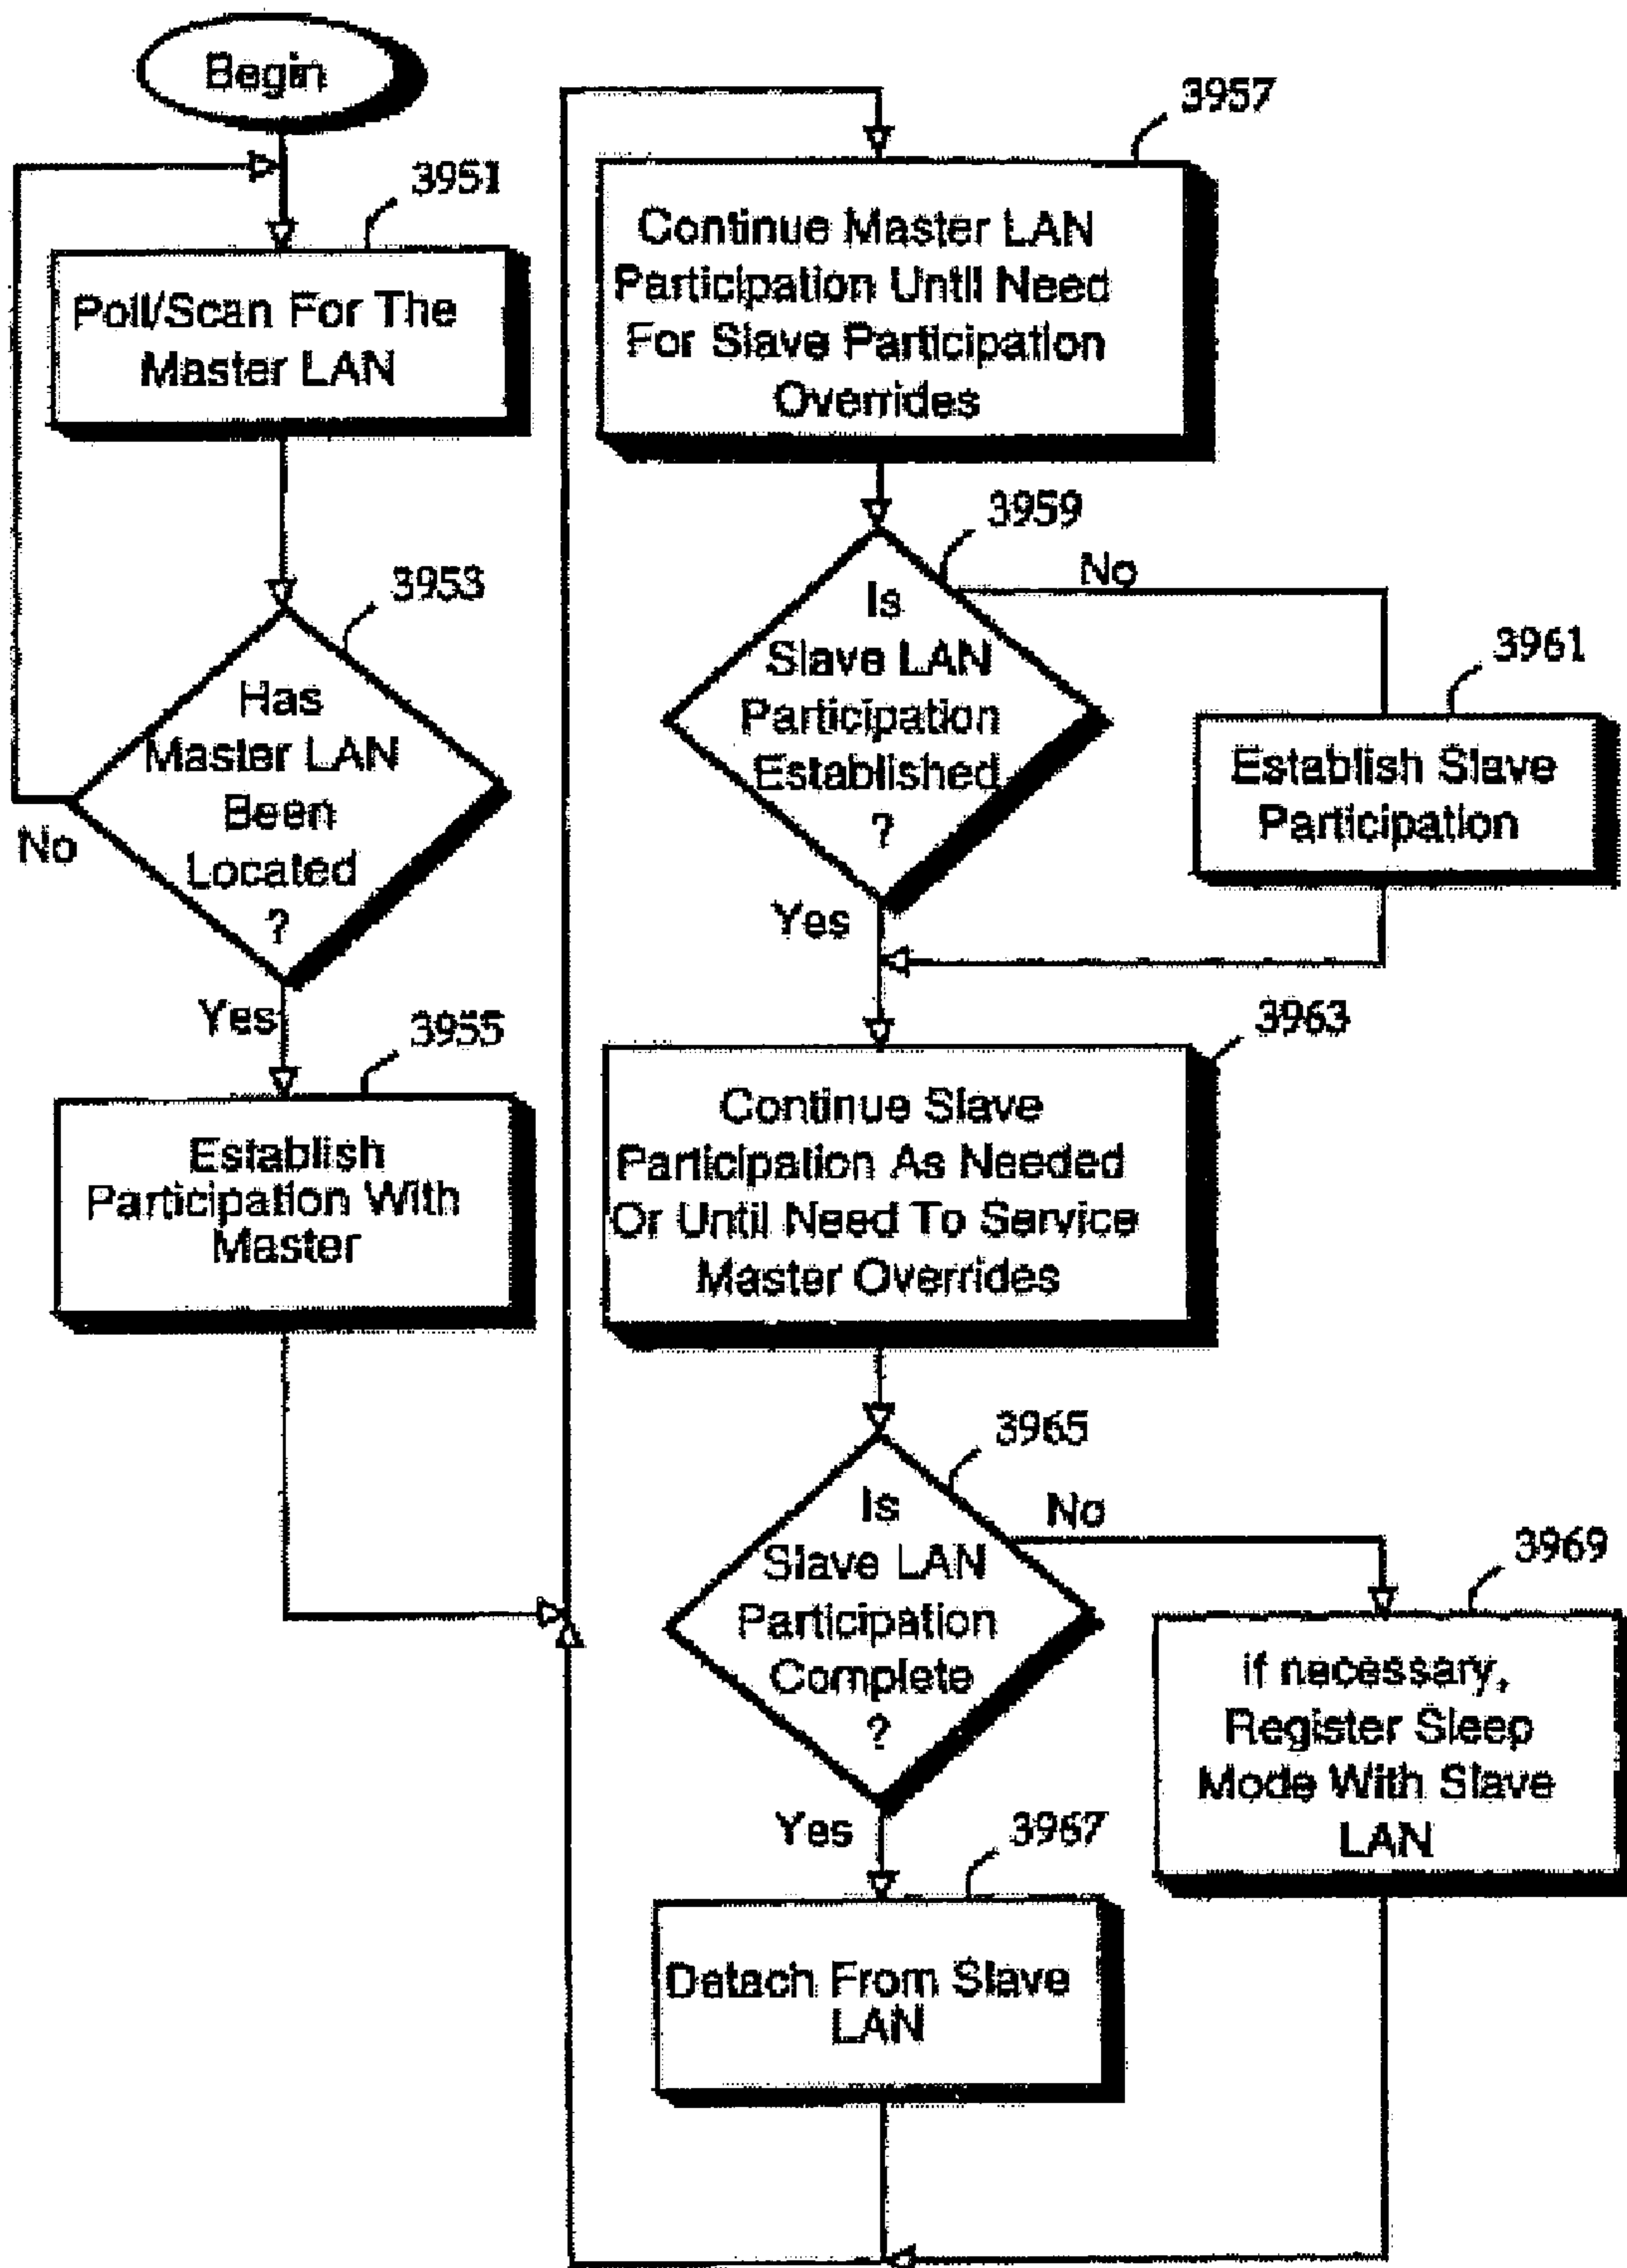 Begin
3951
Poll/Scan For The
Master LAN
3953
Has
Master LAN
Been
Located
?
No
Yes
3955
Establish
Participation With
Master
3957
Continue Master LAN
Participation Until Need
For Slave Participation
Overrides
3959
Is
Slave LAN
Participation
Established
?
No
Yes
3961
Establish Slave
Participation
3963
Continue Slave
Participation As Needed
Or Until Need To Service
Master Overrides
3965
Is
Slave LAN
Participation
Complete
?
No
Yes
3969
if necessary,
Register Sleep
Mode With Slave
LAN
3967
Detach From Slave
LAN